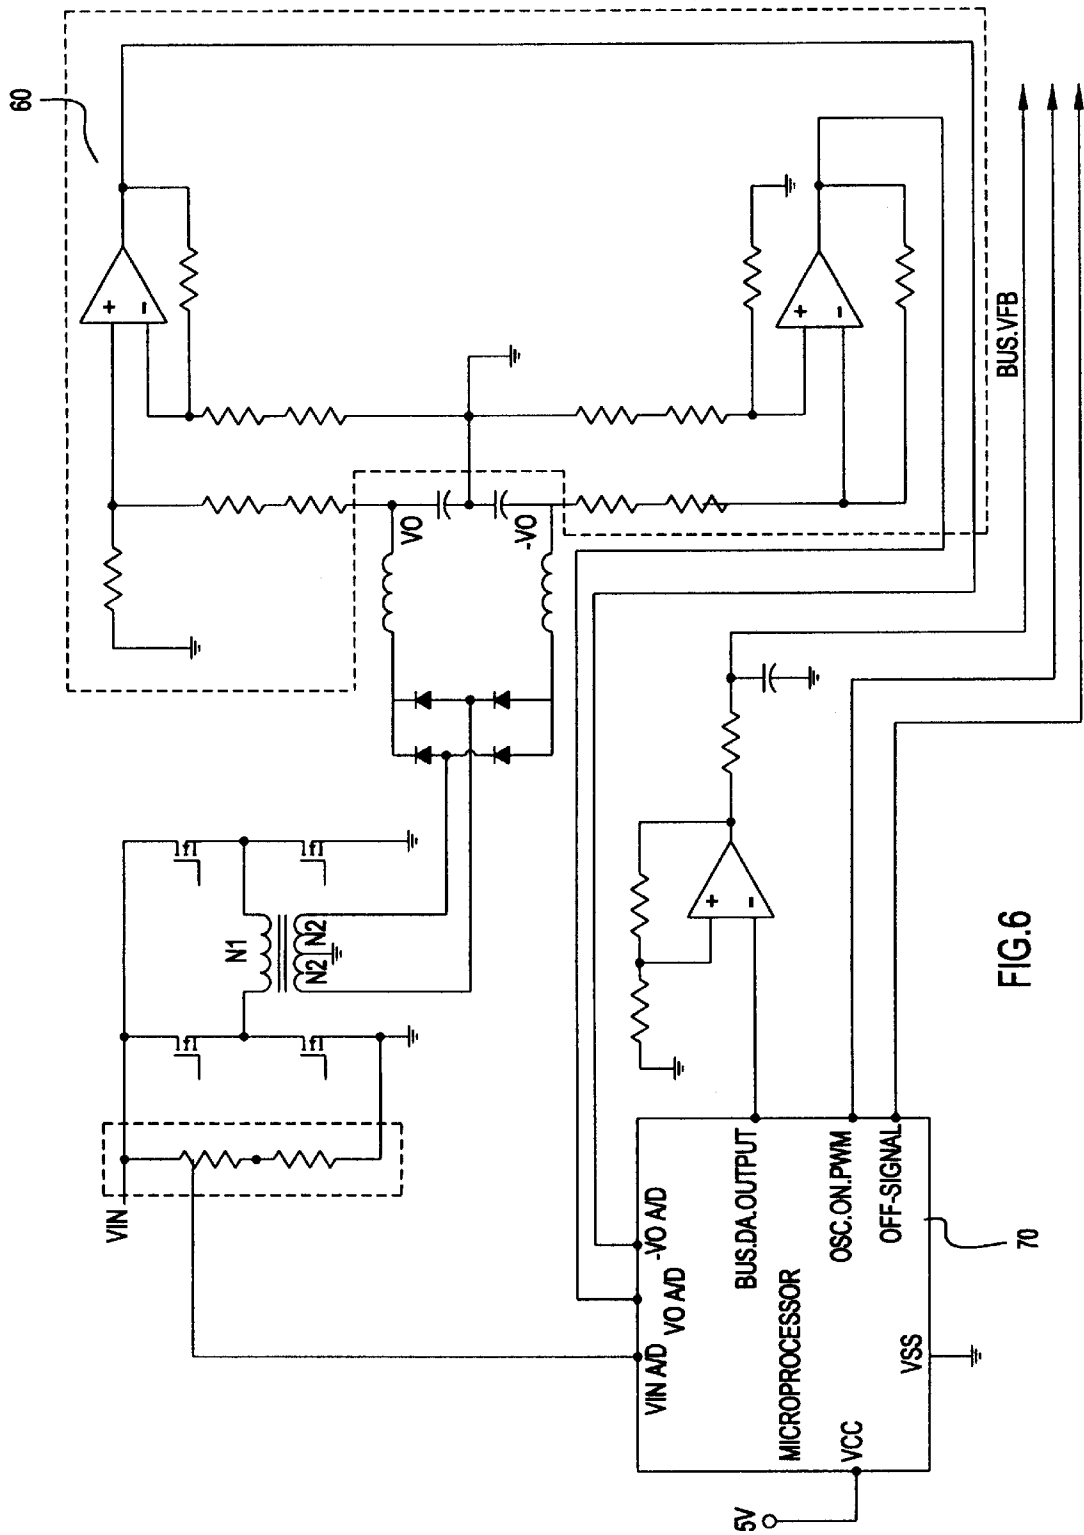 60
VO
-VO
BUS.VFB
N1
N2
N2
VIN
VIN A/D
VO A/D
-VO A/D
BUS.DA.OUTPUT
OSC.ON.PWM
OFF-SIGNAL
MICROPROCESSOR
VCC
VSS
70
5V
+
-
+
-
+
-
FIG.6